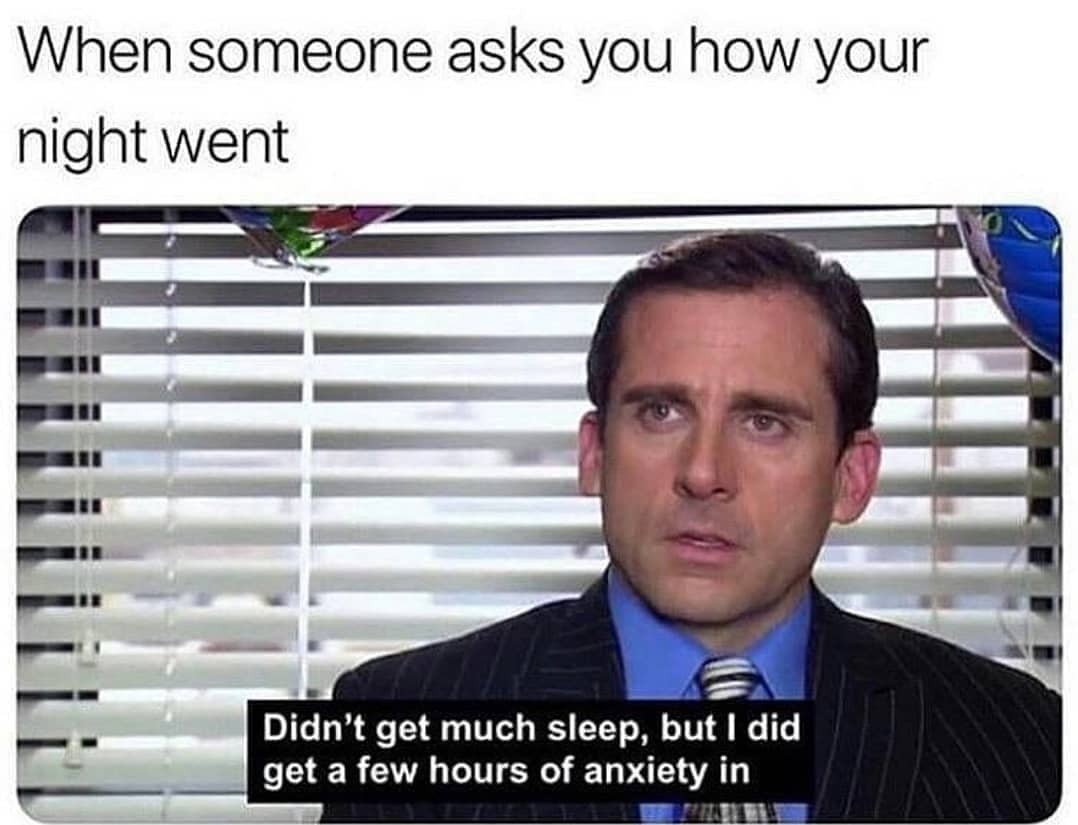 When someone asks you how your
night went
Didn’t get much sleep, but I did
get a few hours of anxiety in